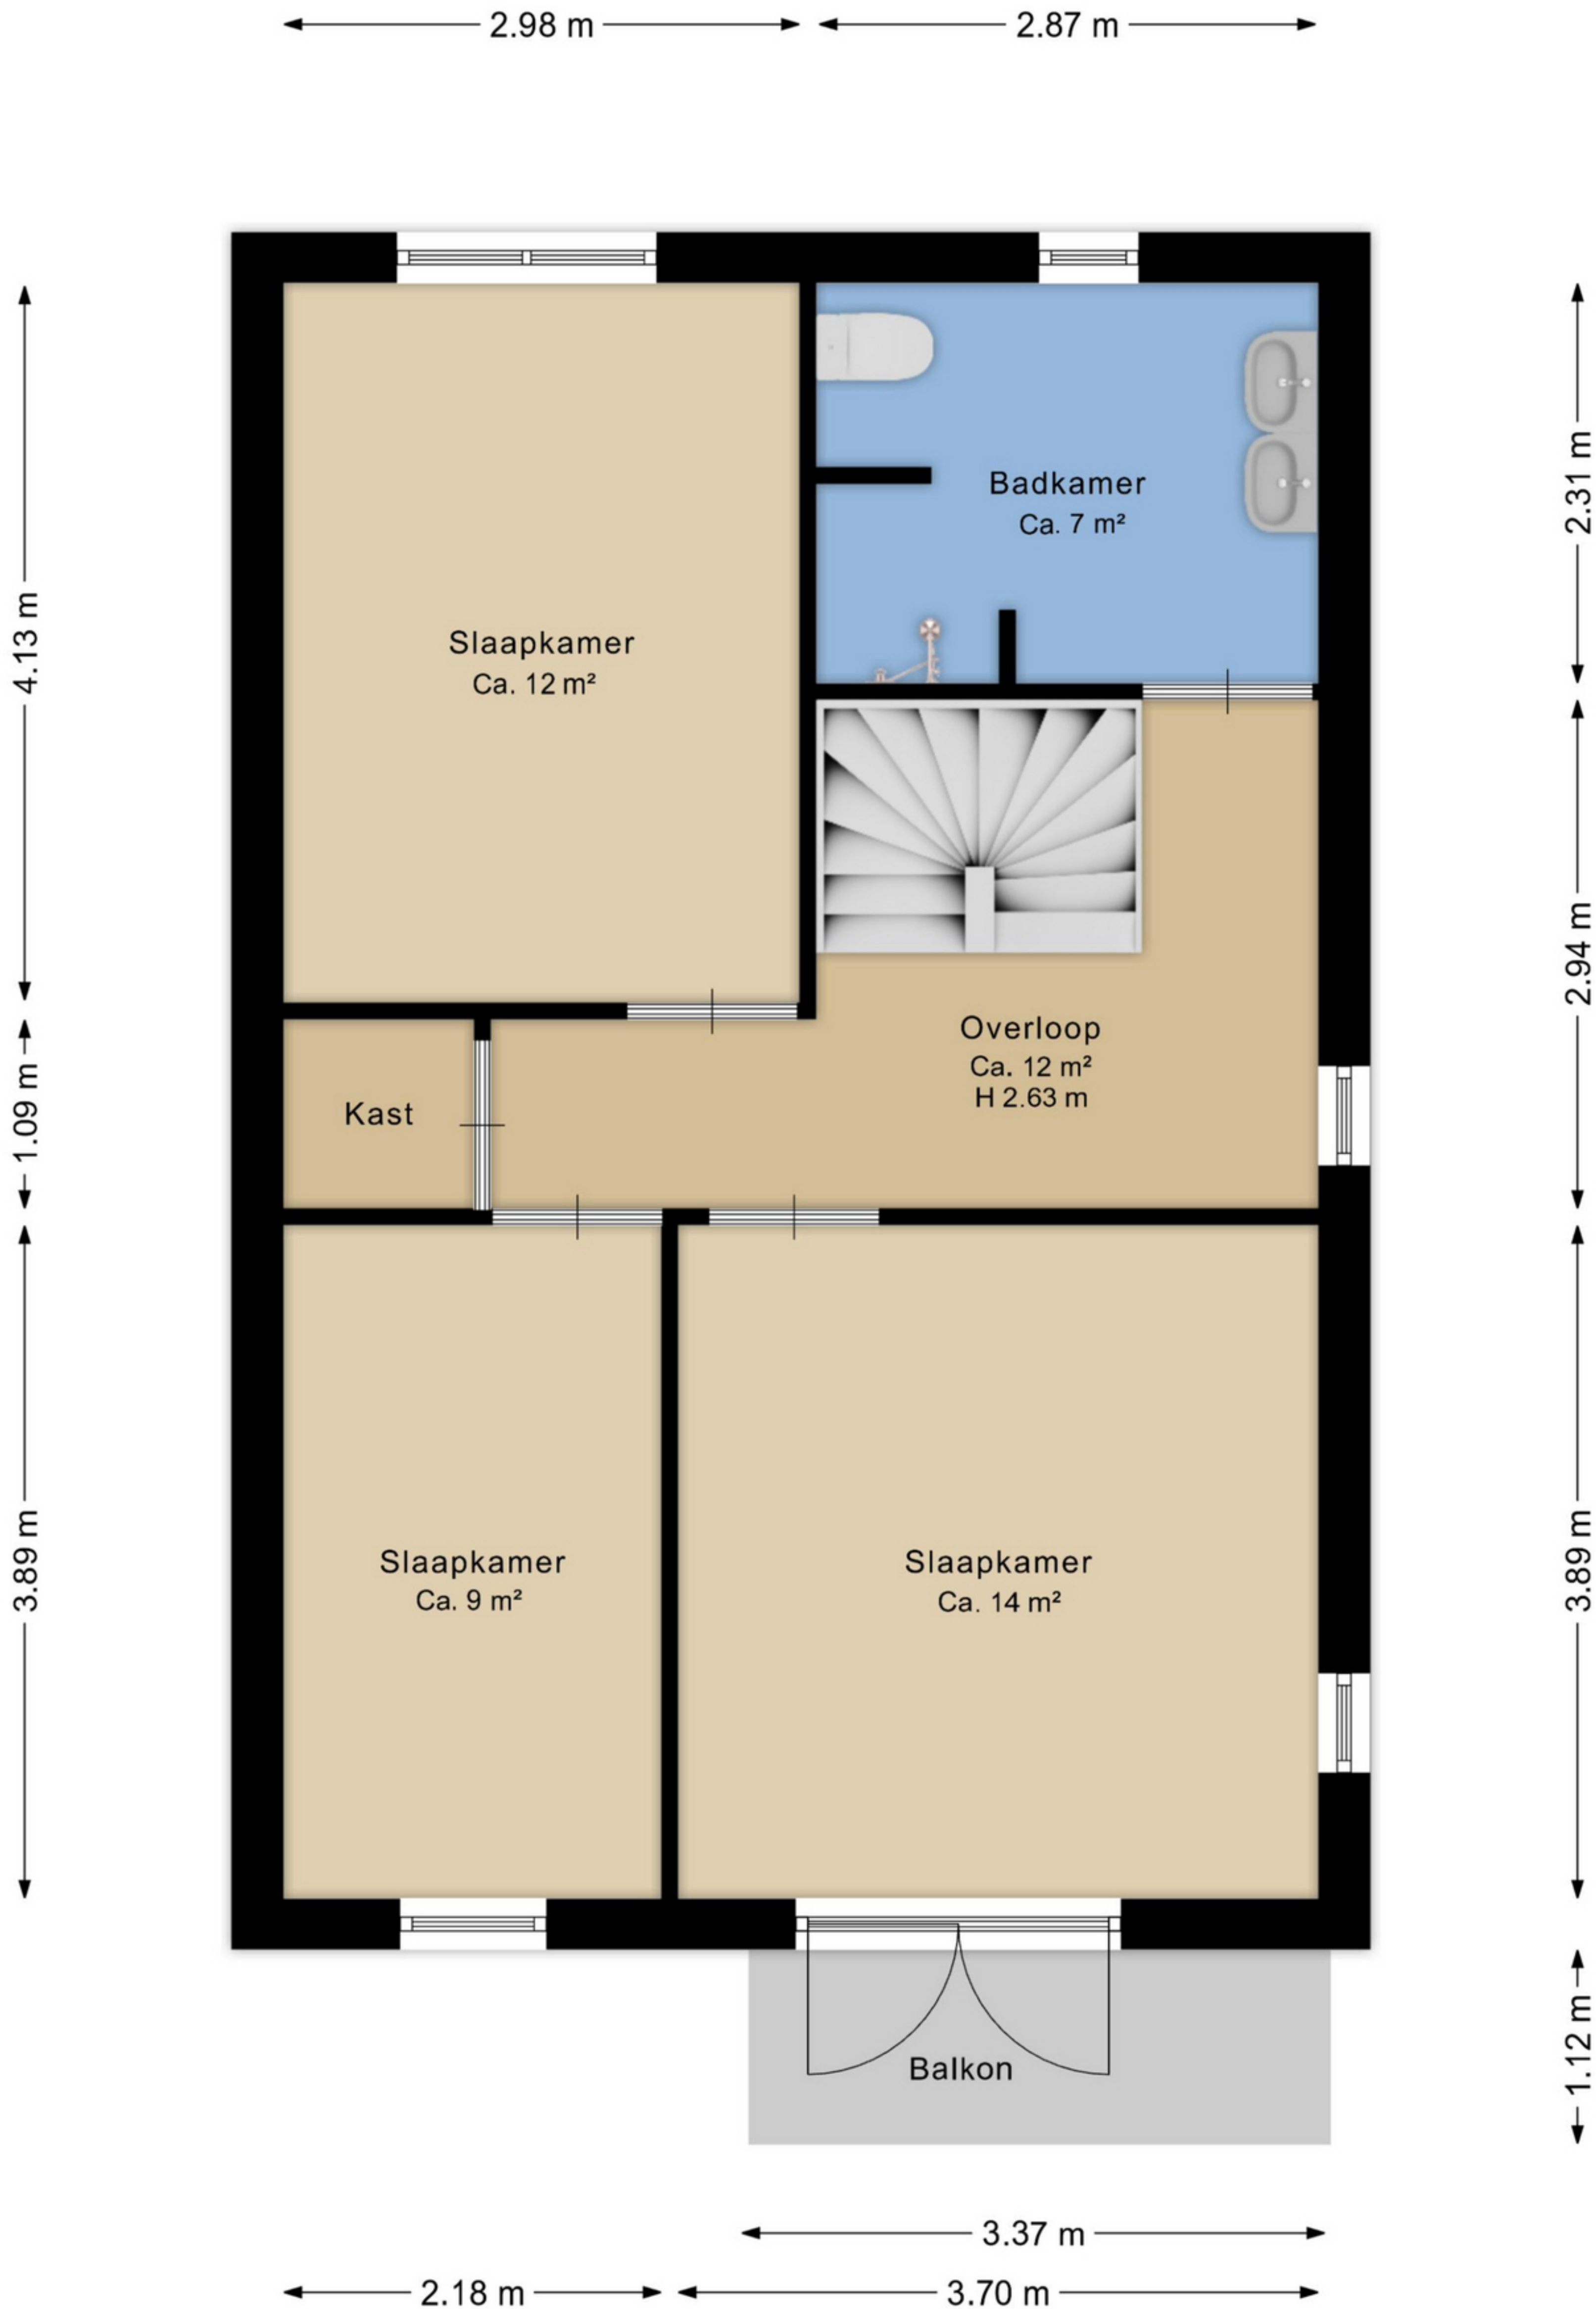 2.98 m
2.87 m
4.13 m
1.09 m
3.89 m
2.31 m
2.94 m
3.89 m
1.12 m
Badkamer
Ca. 7 m²
Slaapkamer
Ca. 12 m²
Overloop
Ca. 12 m²
H 2.63 m
Kast
Slaapkamer
Ca. 9 m²
Slaapkamer
Ca. 14 m²
Balkon
3.37 m
2.18 m
3.70 m